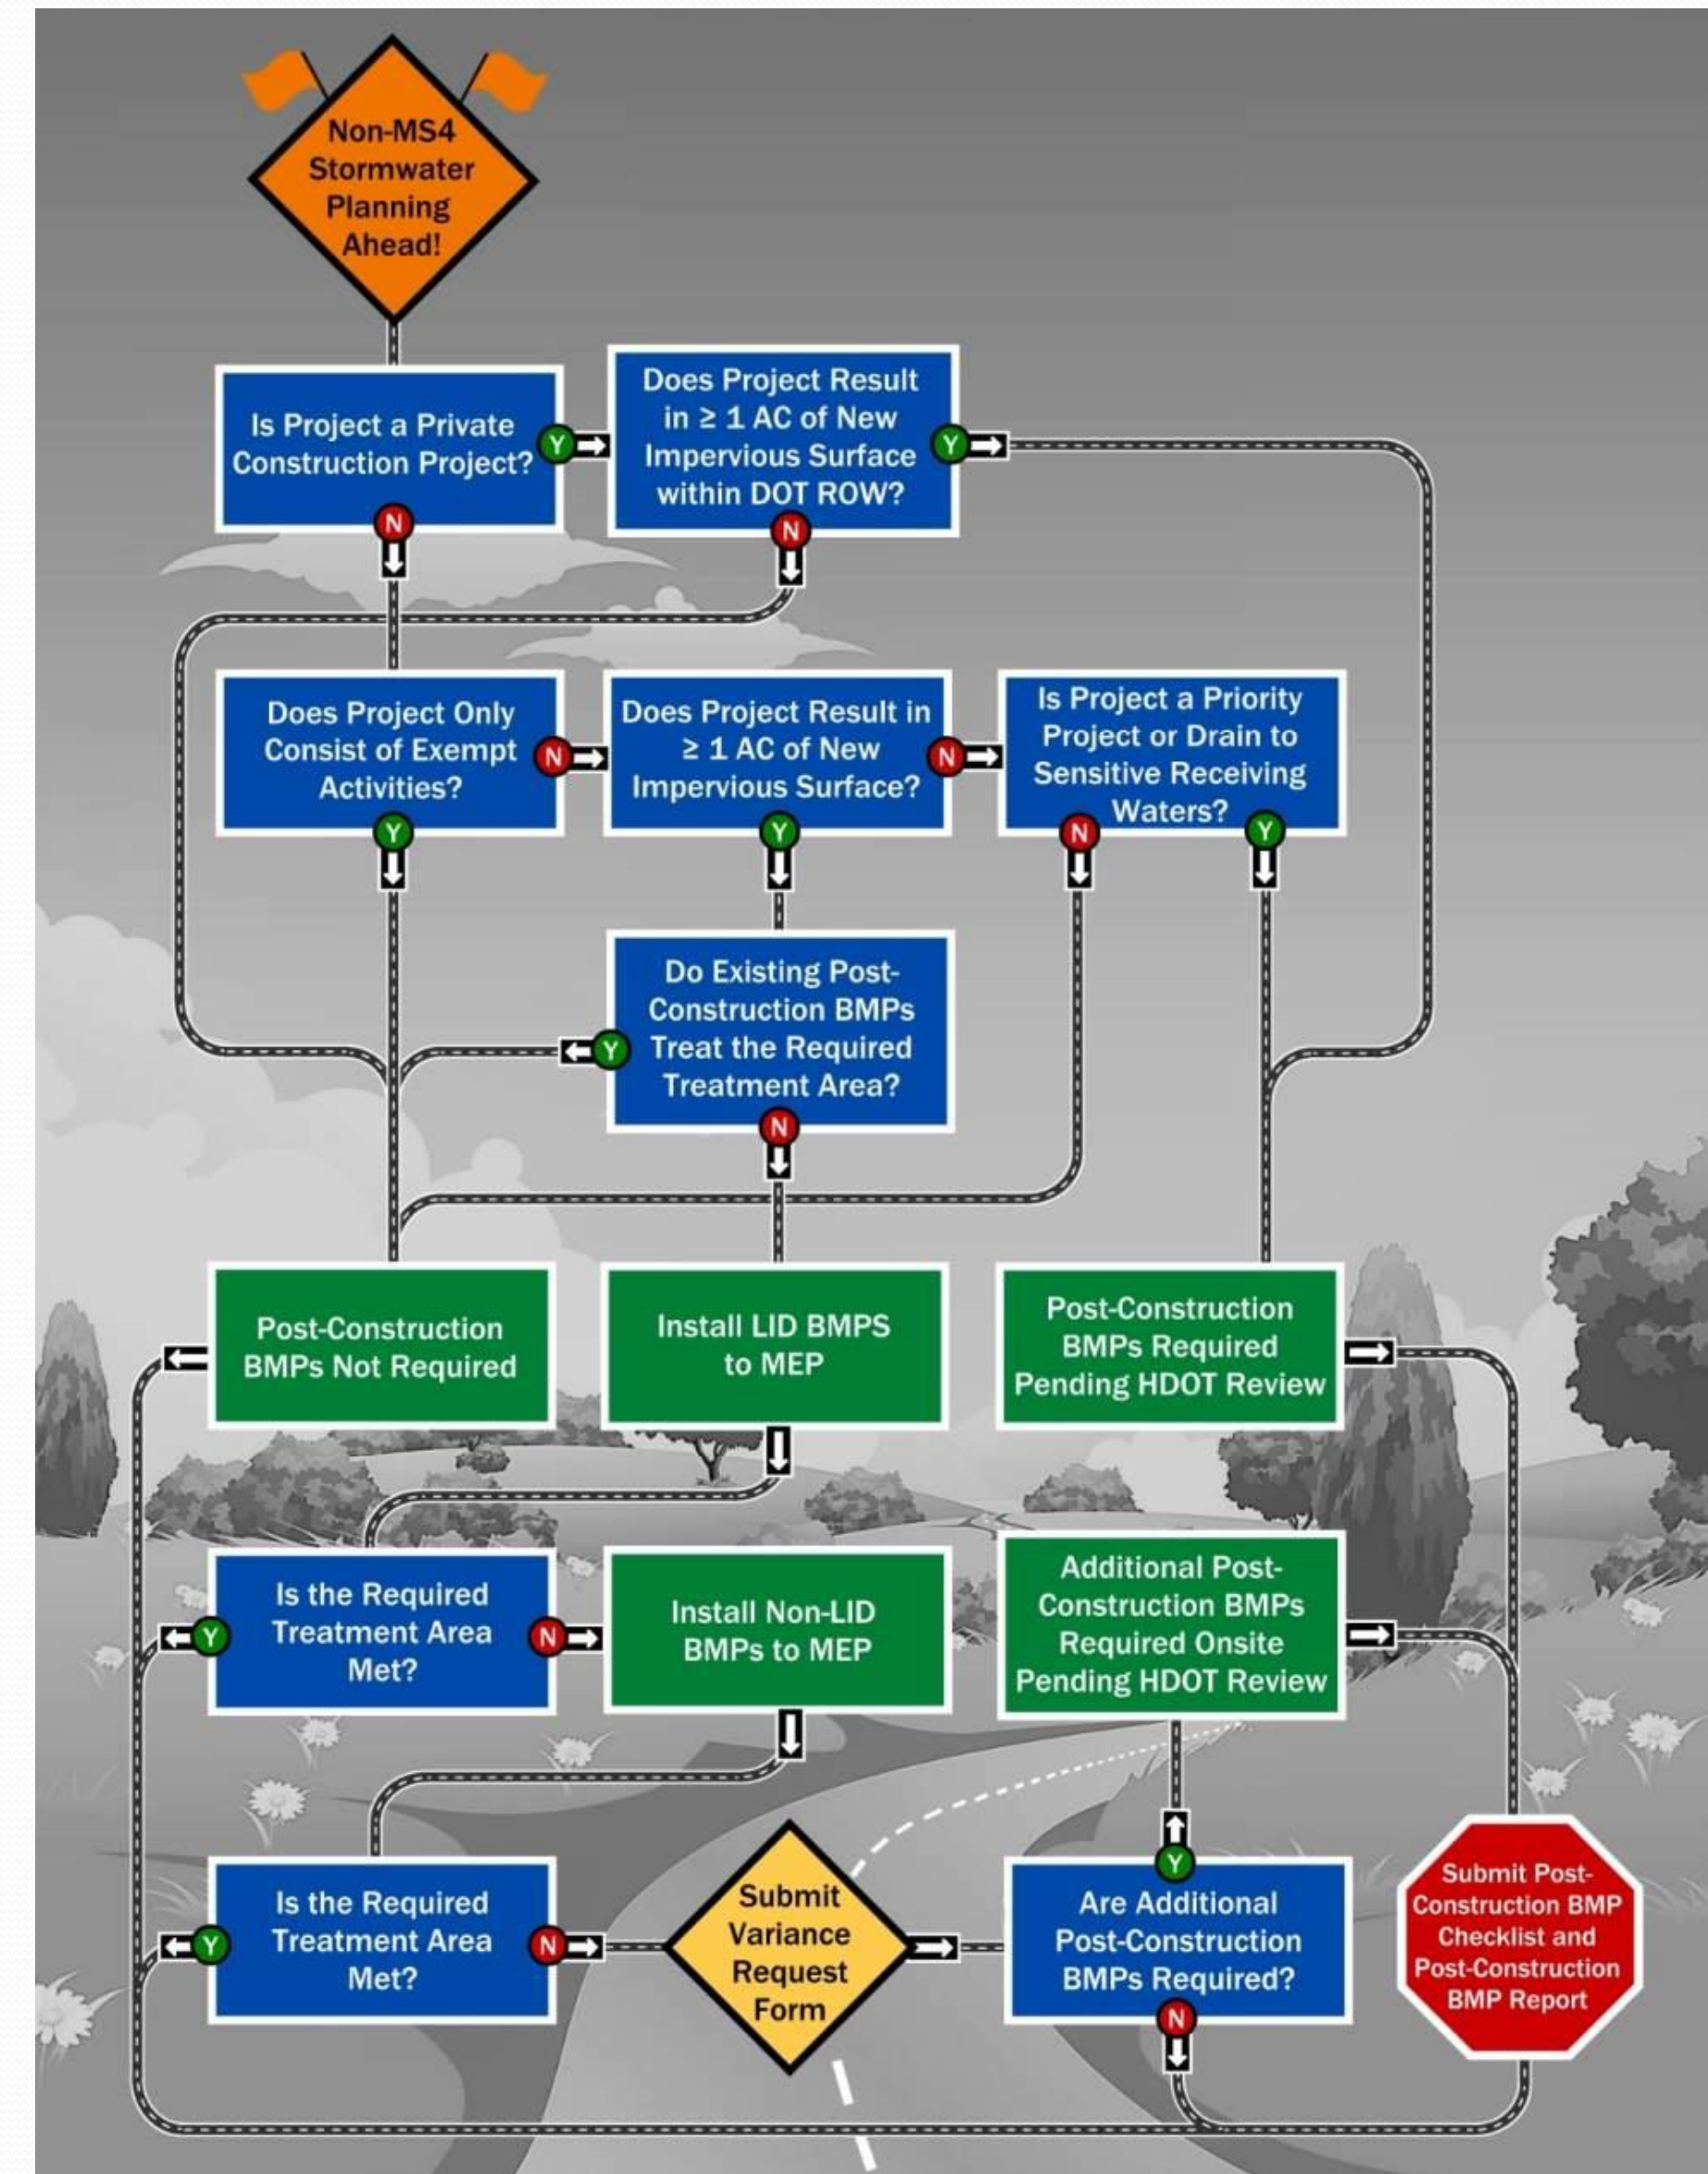 Non-MS4
Stormwater
Planning
Ahead!
Is Project a Private
Construction Project?
Y
N
Does Project Result
in ≥ 1 AC of New
Impervious Surface
within DOT ROW?
Y
N
Does Project Only
Consist of Exempt
Activities?
N
Y
Does Project Result in
≥ 1 AC of New
Impervious Surface?
N
Y
Is Project a Priority
Project or Drain to
Sensitive Receiving
Waters?
N
Y
Do Existing Post-
Construction BMPs
Treat the Required
Treatment Area?
Y
N
Post-Construction
BMPs Not Required
Install LID BMPS
to MEP
Post-Construction
BMPs Required
Pending HDOT Review
Is the Required
Treatment Area
Met?
Y
N
Install Non-LID
BMPs to MEP
Additional Post-
Construction BMPs
Required Onsite
Pending HDOT Review
Is the Required
Treatment Area
Met?
Y
N
Submit
Variance
Request
Form
Y
Are Additional
Post-Construction
BMPs Required?
N
Submit Post-
Construction BMP
Checklist and
Post-Construction
BMP Report